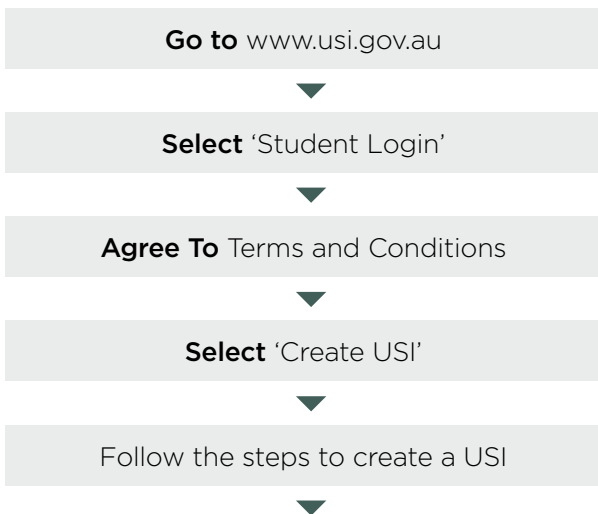 Go to www.usi.gov.au
Select ‘Student Login’
Agree To Terms and Conditions
Select ‘Create USI’
Follow the steps to create a USI